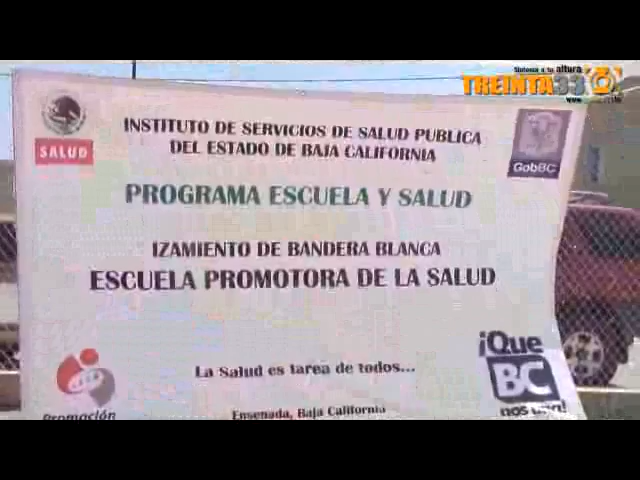 Sintoniza a tu altura
TREINTA33
www
INSTITUTO DE SERVICIOS DE SALUD PUBLICA
DEL ESTADO DE BAJA CALIFORNIA
SALUD
GobBC
PROGRAMA ESCUELA Y SALUD
IZAMIENTO DE BANDERA BLANCA
ESCUELA PROMOTORA DE LA SALUD
¡Que
BC
nos una!
La Salud es tarea de todos...
Promoción
Ensenada, Baja California